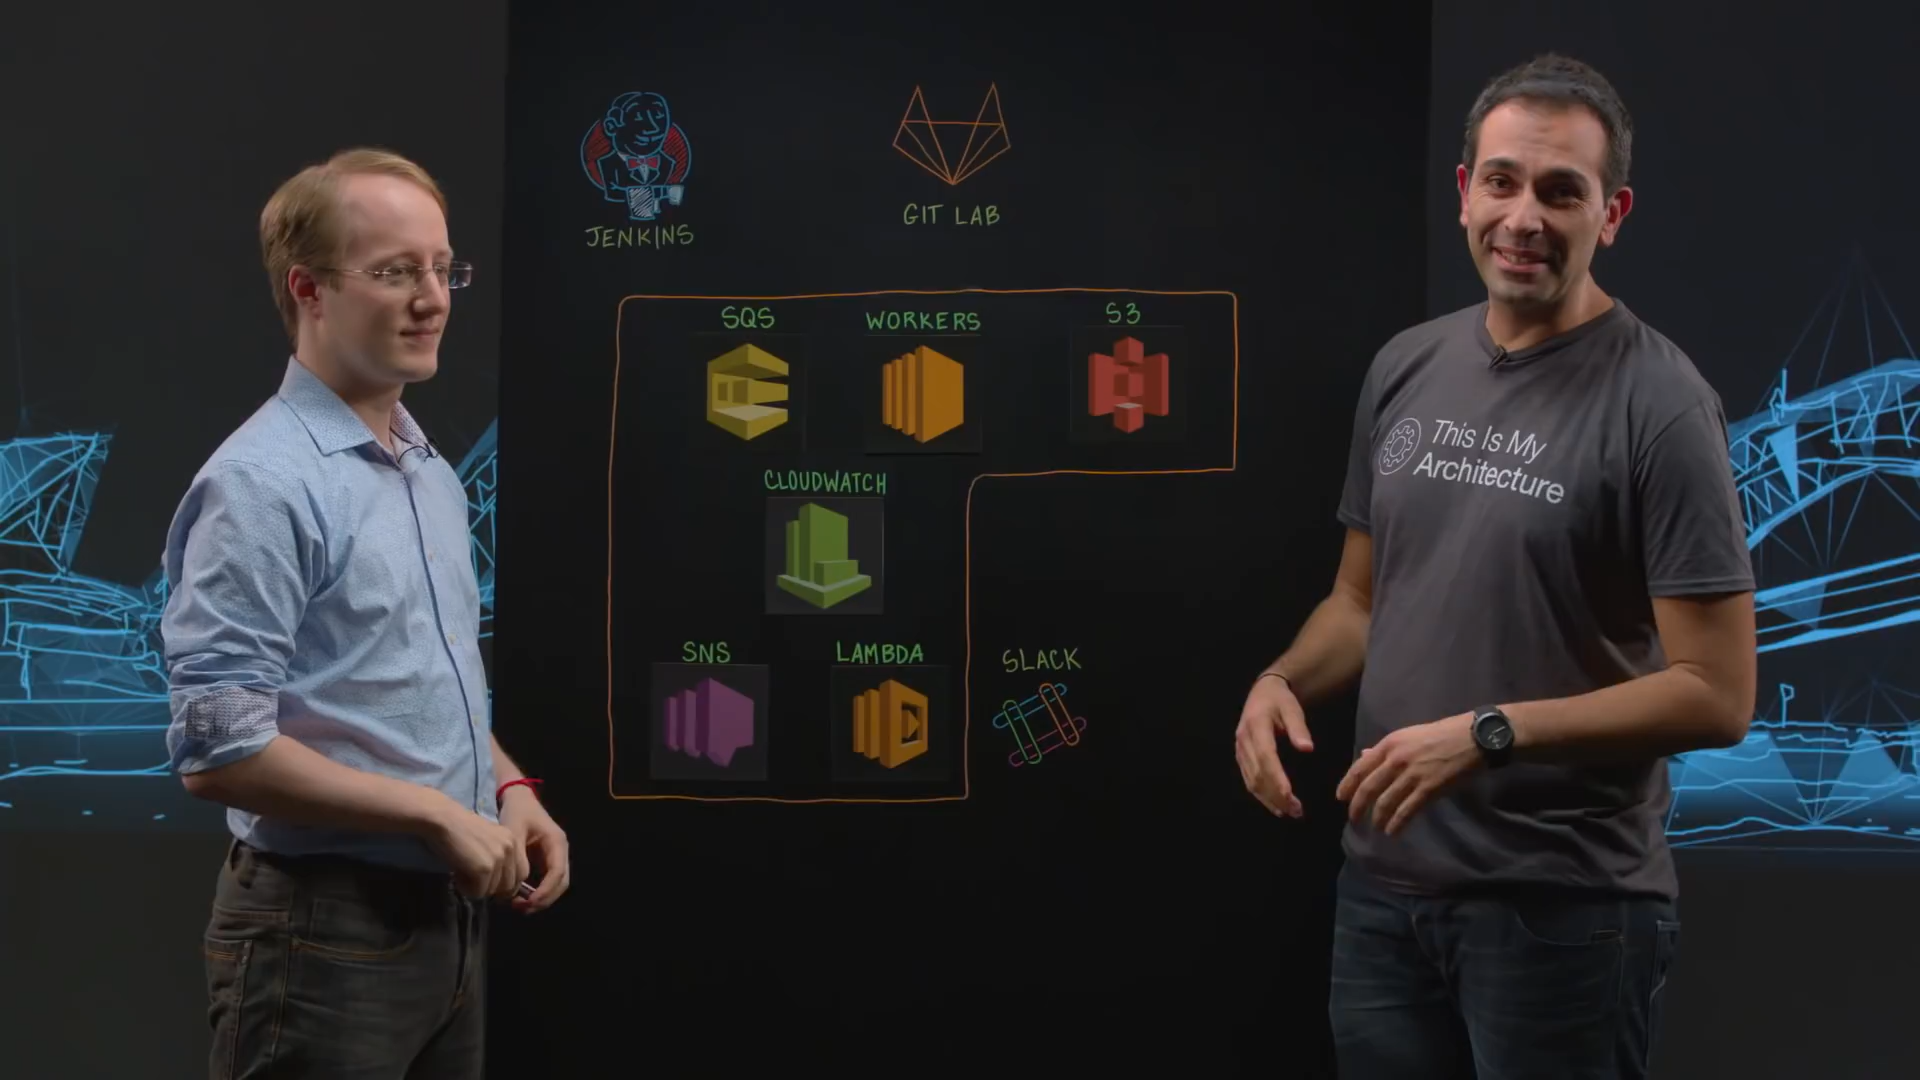 JENKINS
GIT LAB
SQS
WORKERS
S3
CLOUDWATCH
SNS
LAMBDA
SLACK
This Is My
Architecture